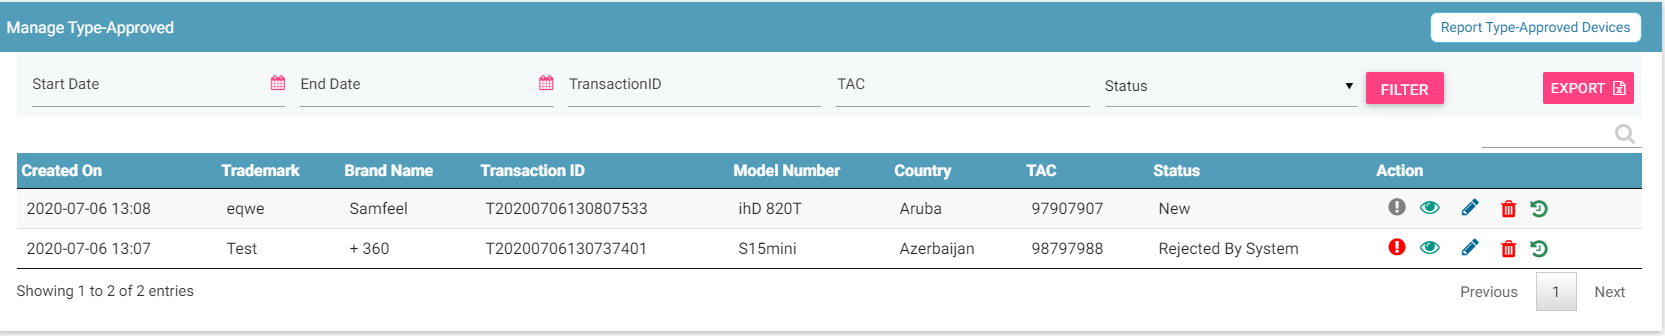 Manage Type-Approved Report Type-Approved Devices
Start Date End Date TransactionID TAC Status FILTER EXPORT
Created On Trademark Brand Name Transaction ID Model Number Country TAC Status Action
2020-07-06 13:08 eqwe Samfeel T20200706130807533 ihD 820T Aruba 97907907 New
2020-07-06 13:07 Test + 360 T20200706130737401 S15mini Azerbaijan 98797988 Rejected By System
Showing 1 to 2 of 2 entries Previous 1 Next